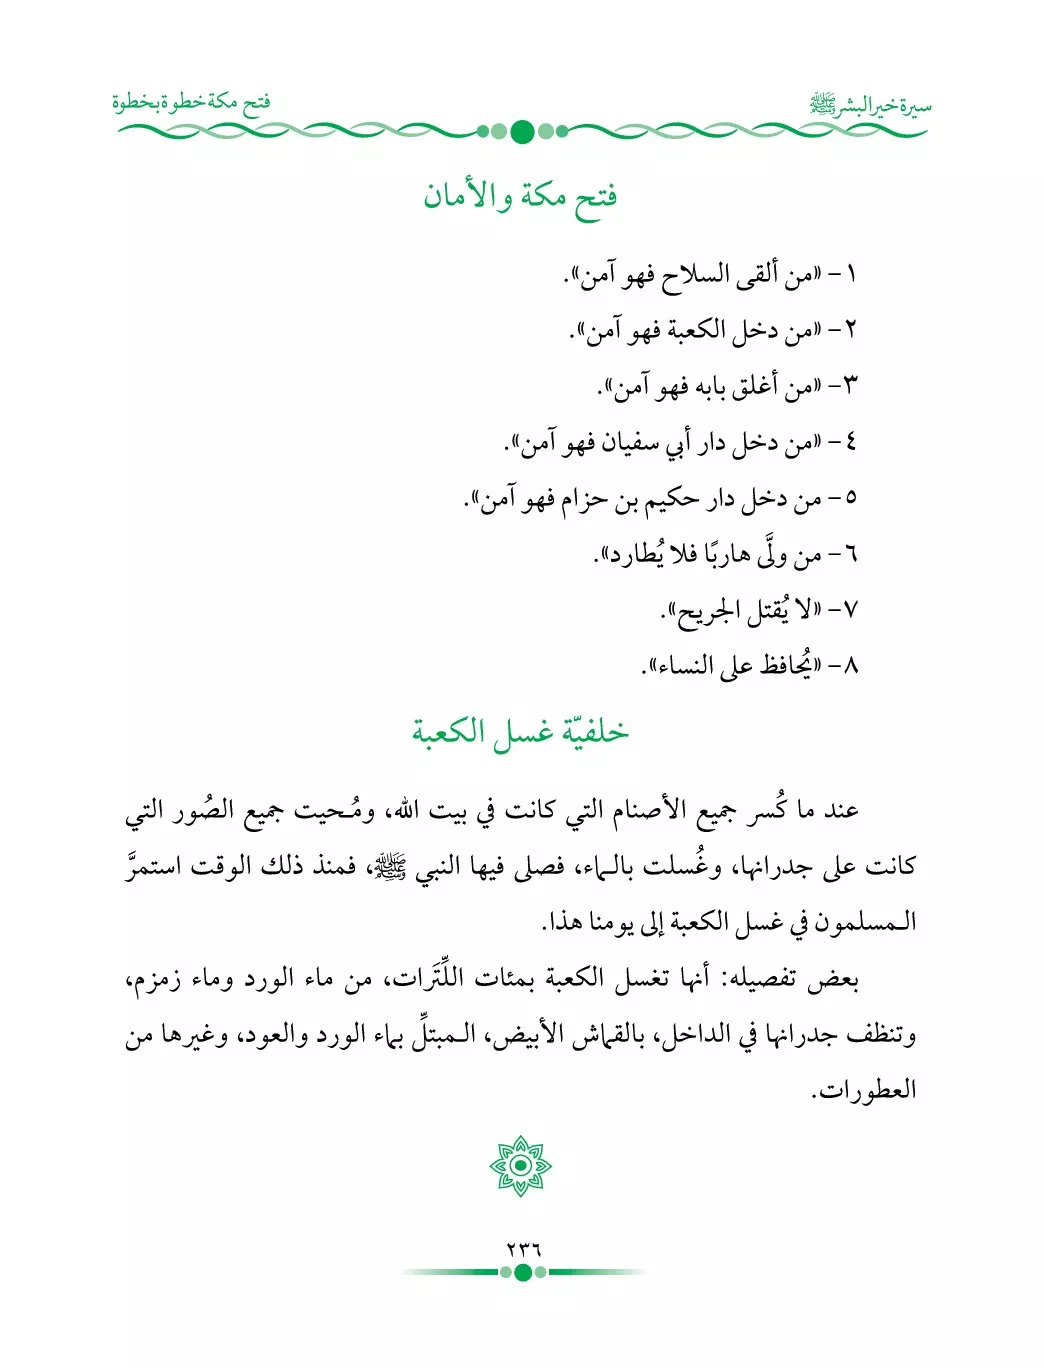 سيرة خير البشر ﷺ
فتح مكة خطوة بخطوة
فتح مكة والأمان
١- «من ألقى السلاح فهو آمن».
٢- «من دخل الكعبة فهو آمن».
٣- «من أغلق بابه فهو آمن».
٤- «من دخل دار أبي سفيان فهو آمن».
٥- من دخل دار حكيم بن حزام فهو آمن».
٦- من ولَّى هاربًا فلا يُطارد».
٧- «لا يُقتل الجريح».
٨- «يُحافظ على النساء».
خلفيّة غسل الكعبة
عند ما كُسر جميع الأصنام التي كانت في بيت الله، ومُـحيت جميع الصُور التي
كانت على جدرانها، وغُسلت بالـماء، فصلى فيها النبي ﷺ، فمنذ ذلك الوقت استمرَّ
الـمسلمون في غسل الكعبة إلى يومنا هذا.
بعض تفصيله: أنها تغسل الكعبة بمئات اللِّتَرات، من ماء الورد وماء زمزم،
وتنظف جدرانها في الداخل، بالقماش الأبيض، الـمبتلِّ بماء الورد والعود، وغيرها من
العطورات.
٢٣٦